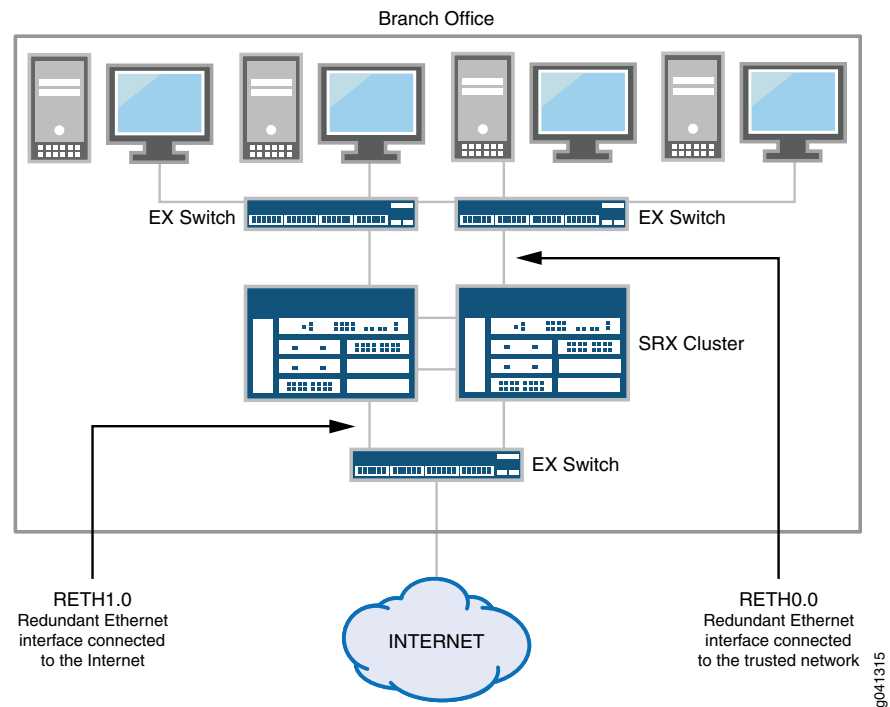 Branch Office
EX Switch
EX Switch
SRX Cluster
EX Switch
RETH1.0
Redundant Ethernet
interface connected
to the Internet
INTERNET
RETH0.0
Redundant Ethernet
interface connected
to the trusted network
g041315